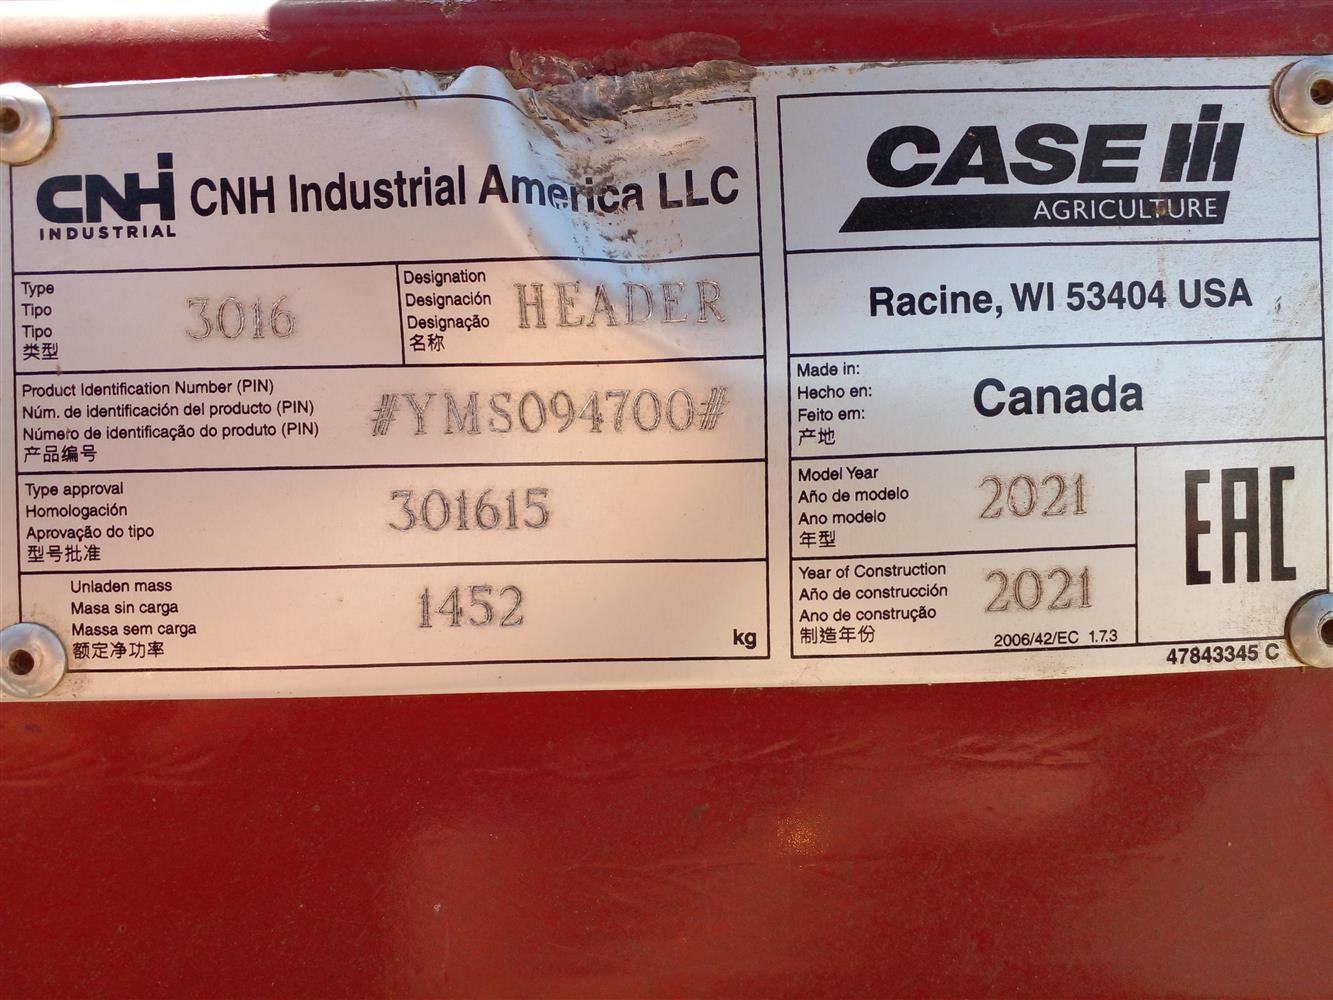 CNH
INDUSTRIAL
CNH Industrial America LLC
Type
Tipo
Tipo
类型
3016
Designation
Designación
Designação
名称
HEADER
Product Identification Number (PIN)
Núm. de identificación del producto (PIN)
Número de identificação do produto (PIN)
产品编号
#YMS094700#
Type approval
Homologación
Aprovação do tipo
型号批准
301615
Unladen mass
Masa sin carga
Massa sem carga
额定净功率
1452
kg
CASE IH
AGRICULTURE
Racine, WI 53404 USA
Made in:
Hecho en:
Feito em:
产地
Canada
Model Year
Año de modelo
Ano modelo
年型
2021
Year of Construction
Año de construcción
Ano de construção
制造年份
2021
2006/42/EC 1.7.3
EAC
47843345 C